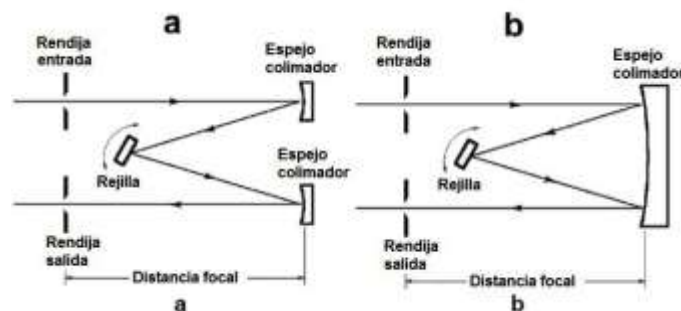 a
Rendija
entrada
Espejo
colimador
Espejo
colimador
Rejilla
Rendija
salida
Distancia focal
a
b
Rendija
entrada
Espejo
colimador
Rejilla
Rendija
salida
Distancia focal
b